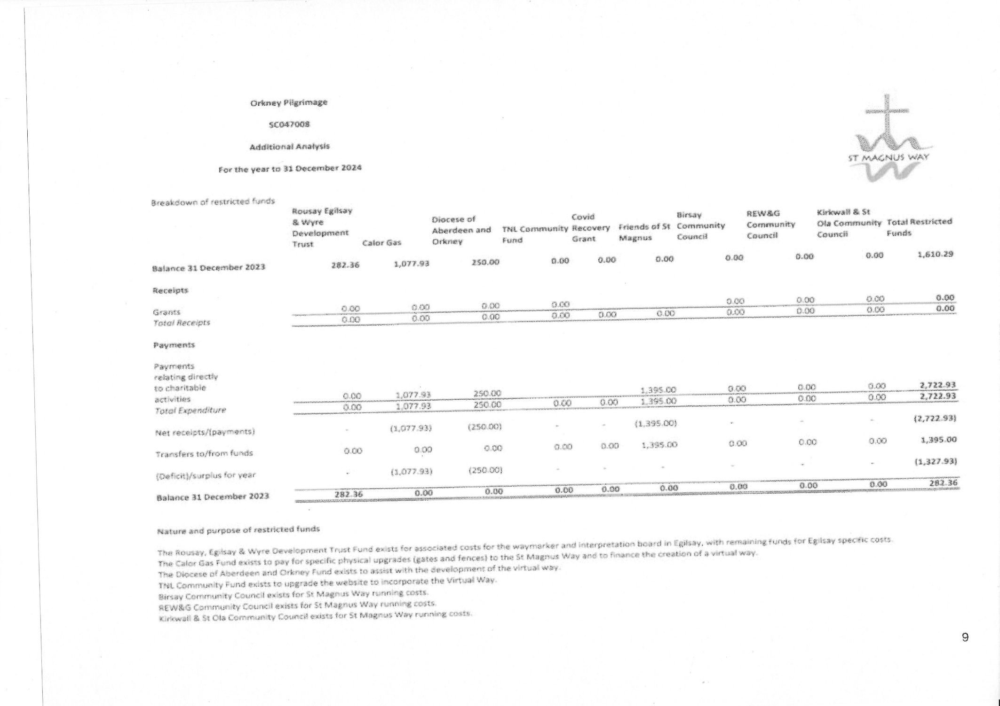 Orkney Pilgrimage
SC047008
Additional Analysis
For the year to 31 December 2024
ST MAGNUS WAY
Breakdown of restricted funds
Rousay Egilsay & Wyre Development Trust Calor Gas Diocese of Aberdeen and Orkney TNL Community Fund Covid Recovery Grant Friends of St Magnus Birsay Community Council REW&G Community Council Kirkwall & St Ola Community Council Total Restricted Funds
Balance 31 December 2023 282.36 1,077.93 250.00 0.00 0.00 0.00 0.00 0.00 0.00 1,610.29
Receipts
Grants 0.00 0.00 0.00 0.00 0.00 0.00 0.00 0.00
Total Receipts 0.00 0.00 0.00 0.00 0.00 0.00 0.00 0.00 0.00 0.00
Payments
Payments
relating directly
to charitable
activities 0.00 1,077.93 250.00 1,395.00 0.00 0.00 0.00 2,722.93
Total Expenditure 0.00 1,077.93 250.00 0.00 0.00 1,395.00 0.00 0.00 0.00 2,722.93
Net receipts/(payments) - (1,077.93) (250.00) - - (1,395.00) - - - (2,722.93)
Transfers to/from funds 0.00 0.00 0.00 0.00 0.00 1,395.00 0.00 0.00 0.00 1,395.00
(Deficit)/surplus for year - (1,077.93) (250.00) - - - - - - (1,327.93)
Balance 31 December 2023 282.36 0.00 0.00 0.00 0.00 0.00 0.00 0.00 0.00 282.36
Nature and purpose of restricted funds
The Rousay, Egilsay & Wyre Development Trust Fund exists for associated costs for the waymarker and interpretation board in Egilsay, with remaining funds for Egilsay specific costs.
The Calor Gas Fund exists to pay for specific physical upgrades (gates and fences) to the St Magnus Way and to finance the creation of a virtual way.
The Diocese of Aberdeen and Orkney Fund exists to assist with the development of the virtual way.
TNL Community Fund exists to upgrade the website to incorporate the Virtual Way.
Birsay Community Council exists for St Magnus Way running costs.
REW&G Community Council exists for St Magnus Way running costs.
Kirkwall & St Ola Community Council exists for St Magnus Way running costs.
9